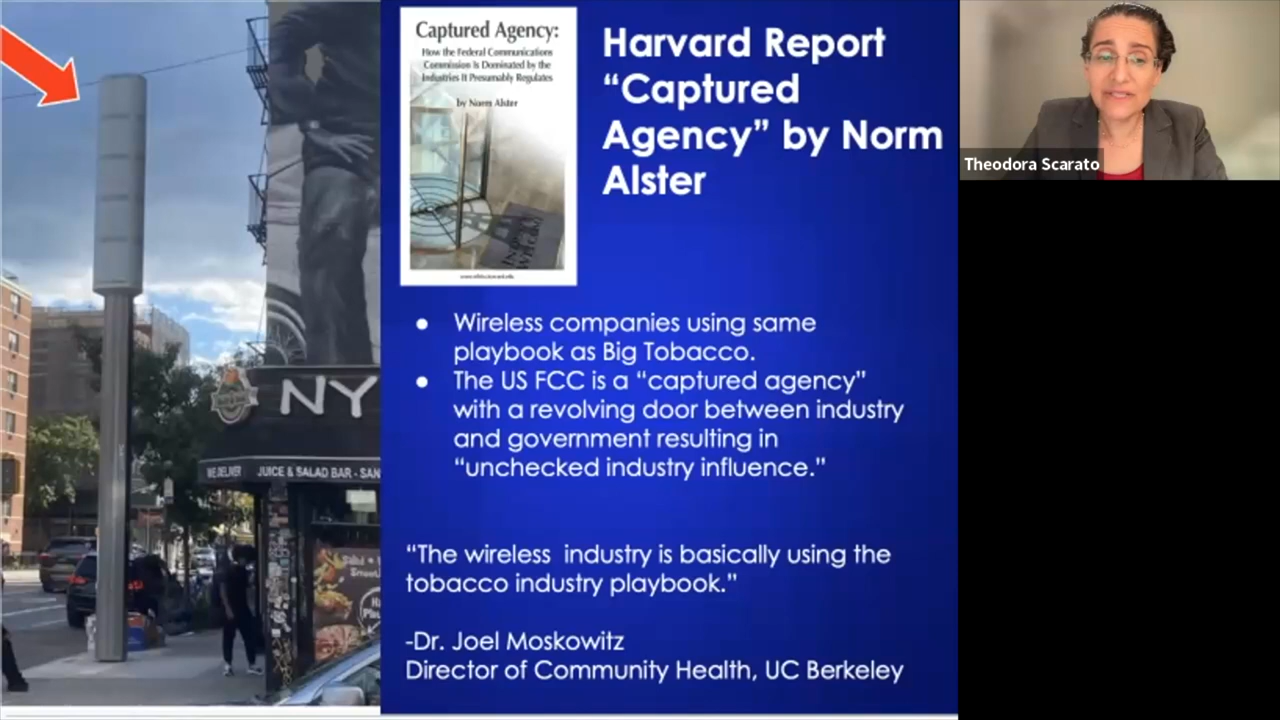 Captured Agency:
How the Federal Communications
Commission Is Dominated by the
Industries It Presumably Regulates
by Norm Alster
Harvard Report
“Captured
Agency” by Norm
Alster
Theodora Scarato
● Wireless companies using same
playbook as Big Tobacco.
● The US FCC is a “captured agency”
with a revolving door between industry
and government resulting in
“unchecked industry influence.”
“The wireless industry is basically using the
tobacco industry playbook.”
-Dr. Joel Moskowitz
Director of Community Health, UC Berkeley
NY
WE DELIVER JUICE & SALAD BAR - SAN